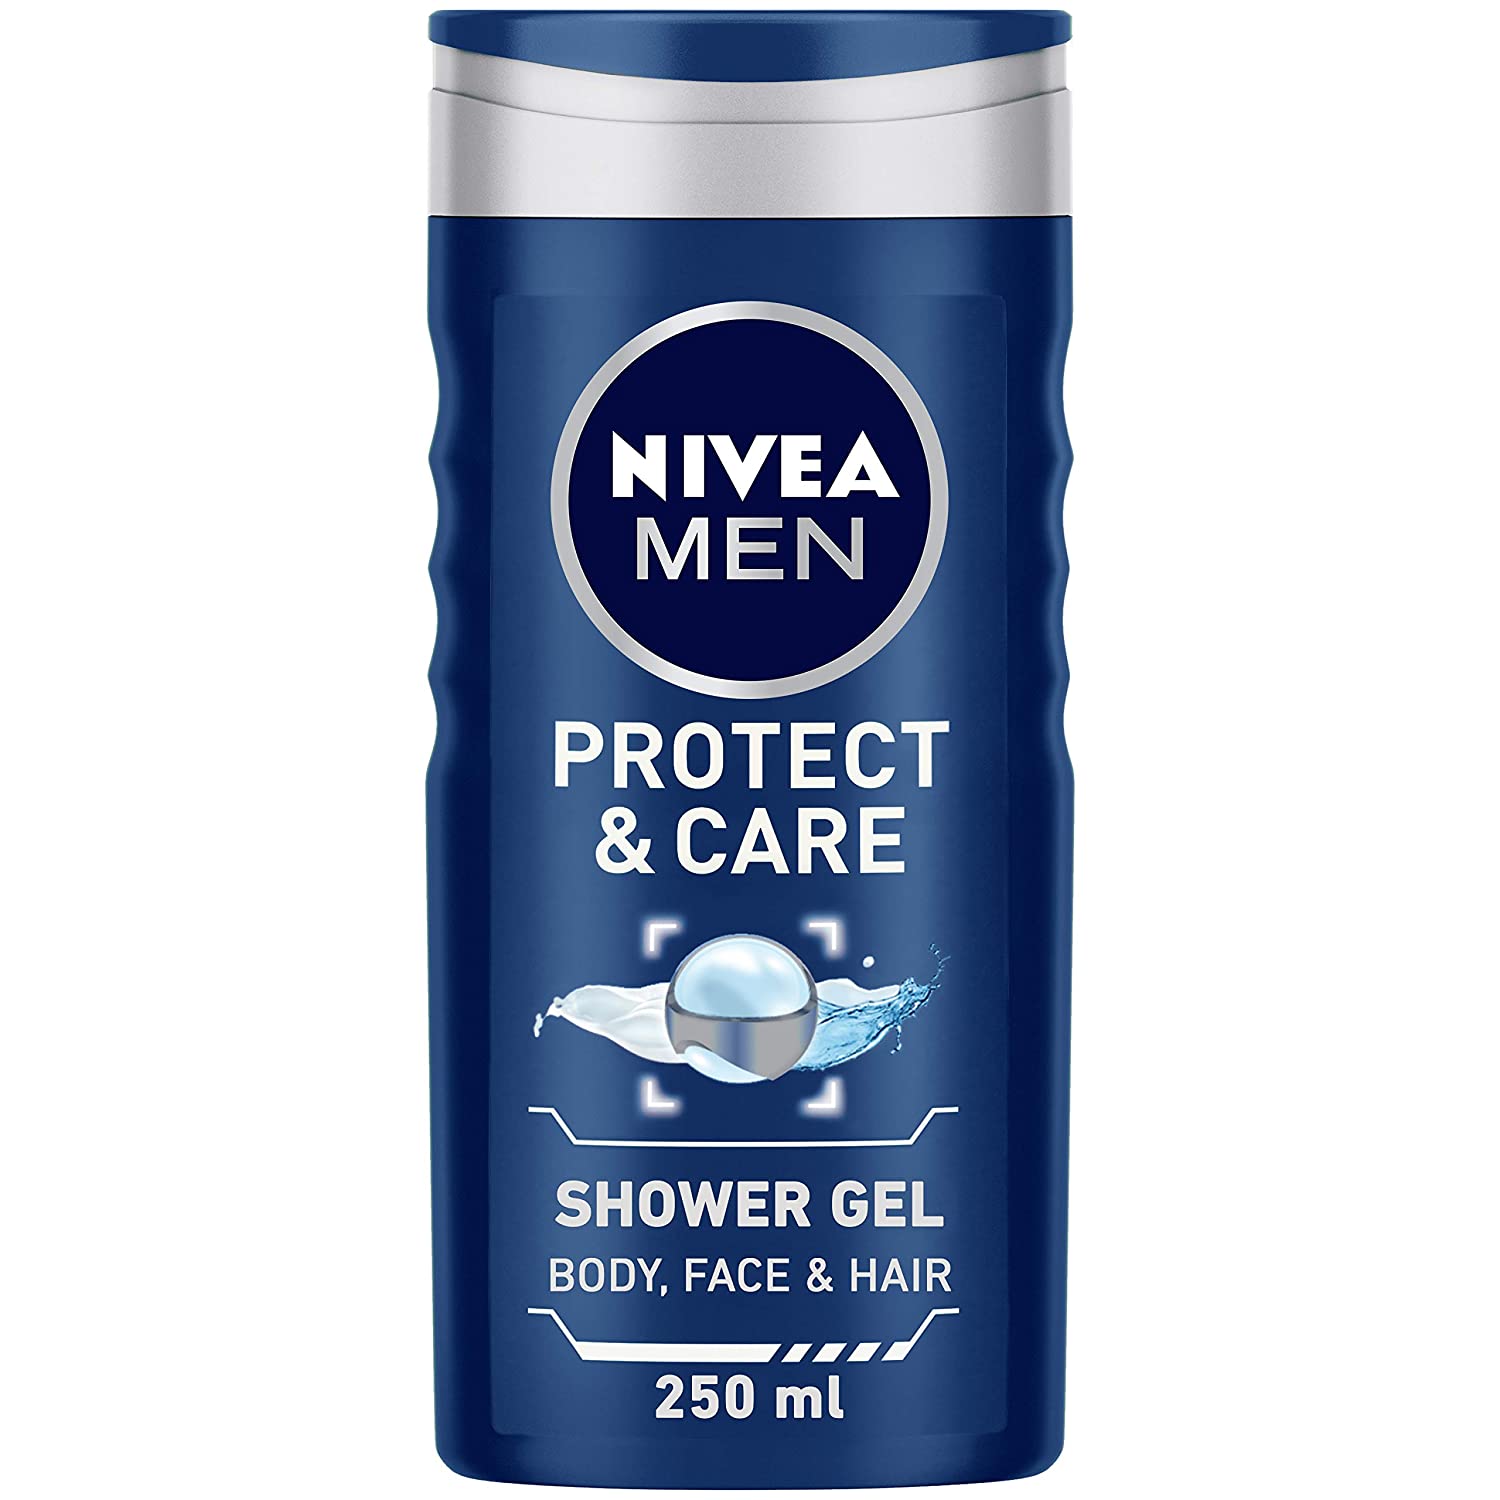 NIVEA
MEN
PROTECT
& CARE
SHOWER GEL
BODY, FACE & HAIR
250 ml